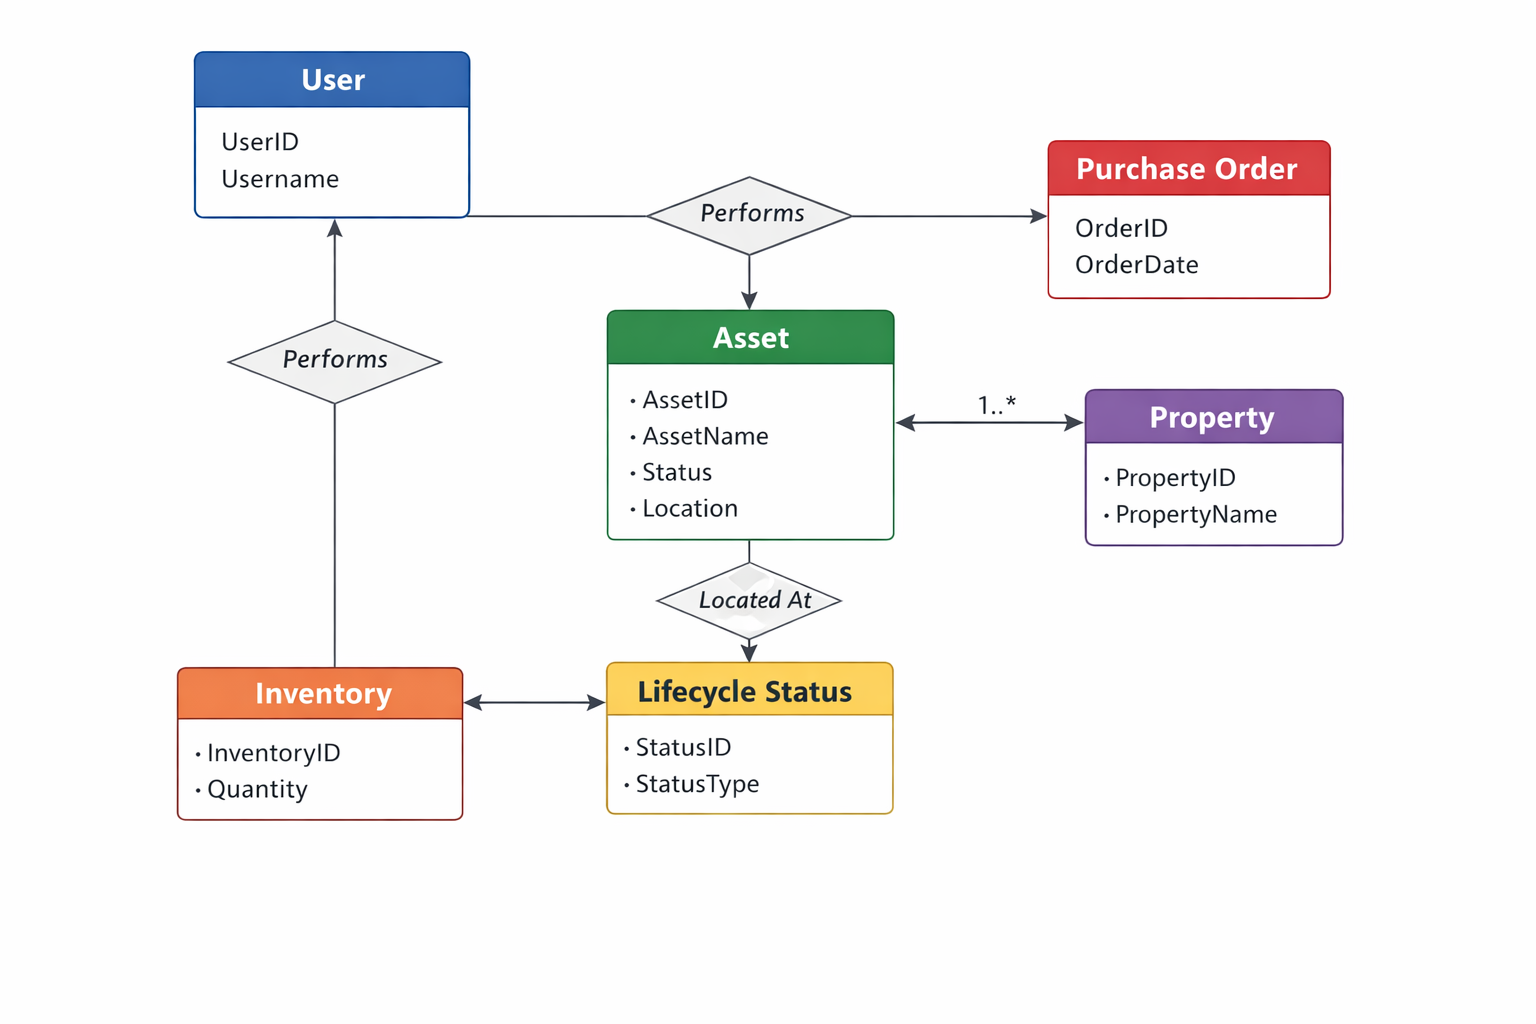 User
UserID
Username
Performs
Purchase Order
OrderID
OrderDate
Performs
Asset
· AssetID
· AssetName
· Status
· Location
1..*
Property
· PropertyID
· PropertyName
Located At
Inventory
· InventoryID
· Quantity
Lifecycle Status
· StatusID
· StatusType